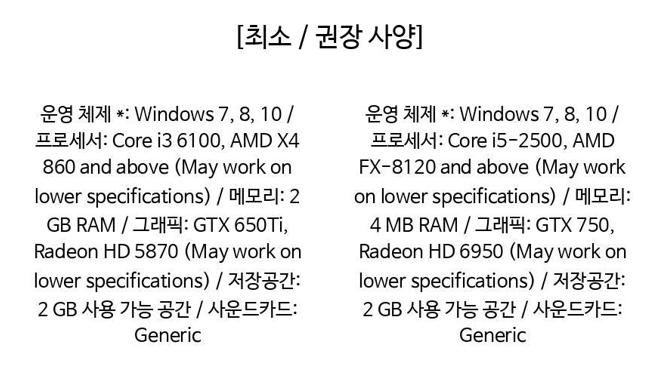 [최소 / 권장 사양]
운영 체제 *: Windows 7, 8, 10 /
프로세서: Core i3 6100, AMD X4
860 and above (May work on
lower specifications) / 메모리: 2
GB RAM / 그래픽: GTX 650Ti,
Radeon HD 5870 (May work on
lower specifications) / 저장공간:
2 GB 사용 가능 공간 / 사운드카드:
Generic
운영 체제 *: Windows 7, 8, 10 /
프로세서: Core i5-2500, AMD
FX-8120 and above (May work
on lower specifications) / 메모리:
4 MB RAM / 그래픽: GTX 750,
Radeon HD 6950 (May work on
lower specifications) / 저장공간:
2 GB 사용 가능 공간 / 사운드카드:
Generic